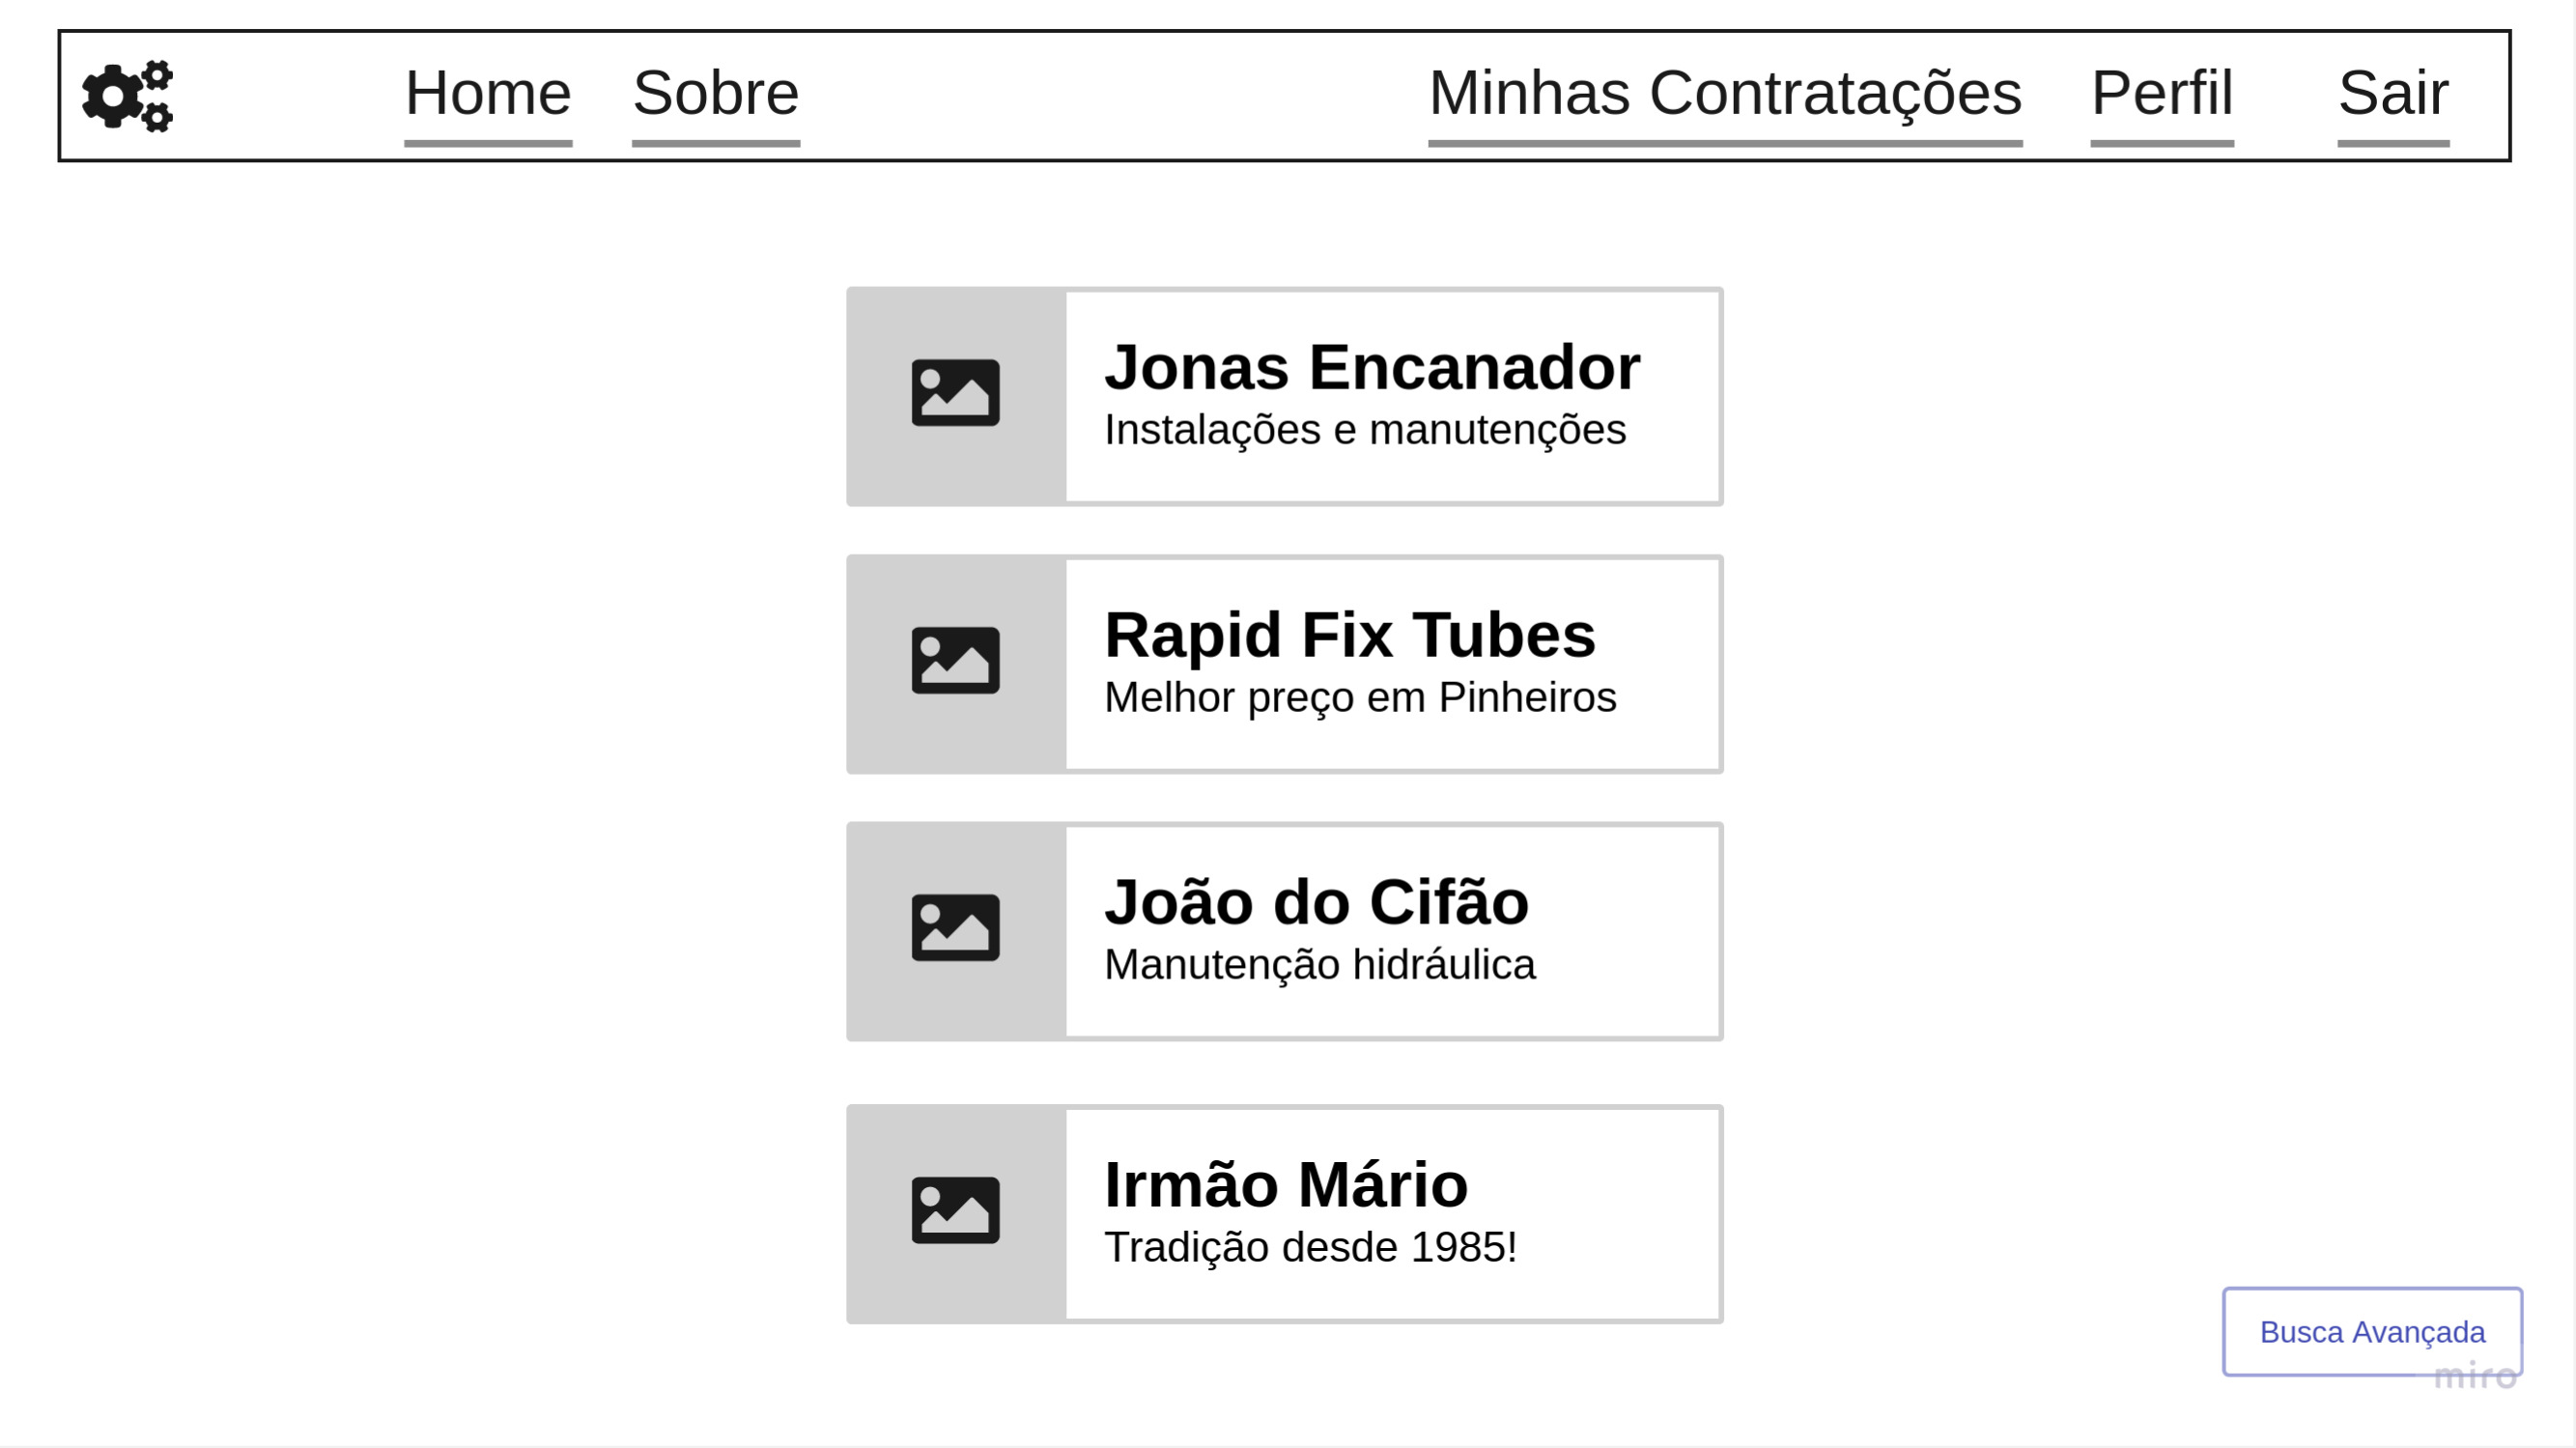 Home Sobre Minhas Contratações Perfil Sair
Jonas Encanador
Instalações e manutenções
Rapid Fix Tubes
Melhor preço em Pinheiros
João do Cifão
Manutenção hidráulica
Irmão Mário
Tradição desde 1985!
Busca Avançada
miro